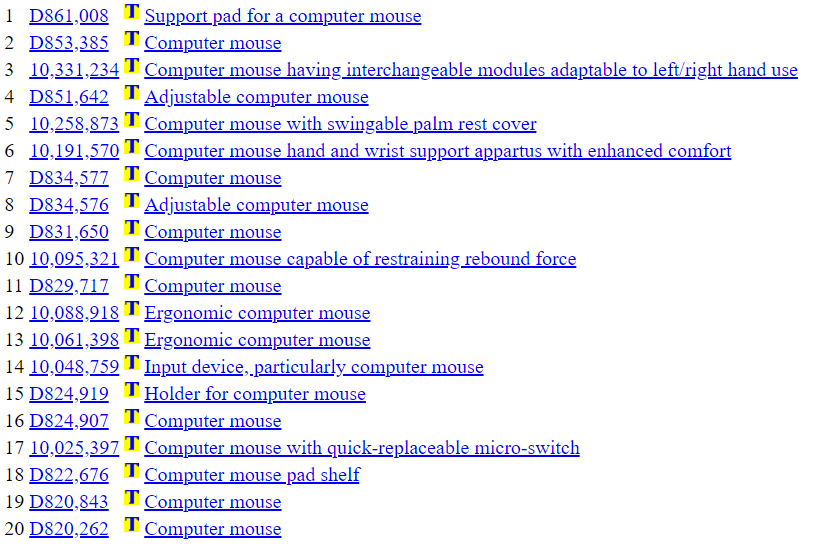 1 D861,008 T Support pad for a computer mouse
2 D853,385 T Computer mouse
3 10,331,234 T Computer mouse having interchangeable modules adaptable to left/right hand use
4 D851,642 T Adjustable computer mouse
5 10,258,873 T Computer mouse with swingable palm rest cover
6 10,191,570 T Computer mouse hand and wrist support appartus with enhanced comfort
7 D834,577 T Computer mouse
8 D834,576 T Adjustable computer mouse
9 D831,650 T Computer mouse
10 10,095,321 T Computer mouse capable of restraining rebound force
11 D829,717 T Computer mouse
12 10,088,918 T Ergonomic computer mouse
13 10,061,398 T Ergonomic computer mouse
14 10,048,759 T Input device, particularly computer mouse
15 D824,919 T Holder for computer mouse
16 D824,907 T Computer mouse
17 10,025,397 T Computer mouse with quick-replaceable micro-switch
18 D822,676 T Computer mouse pad shelf
19 D820,843 T Computer mouse
20 D820,262 T Computer mouse